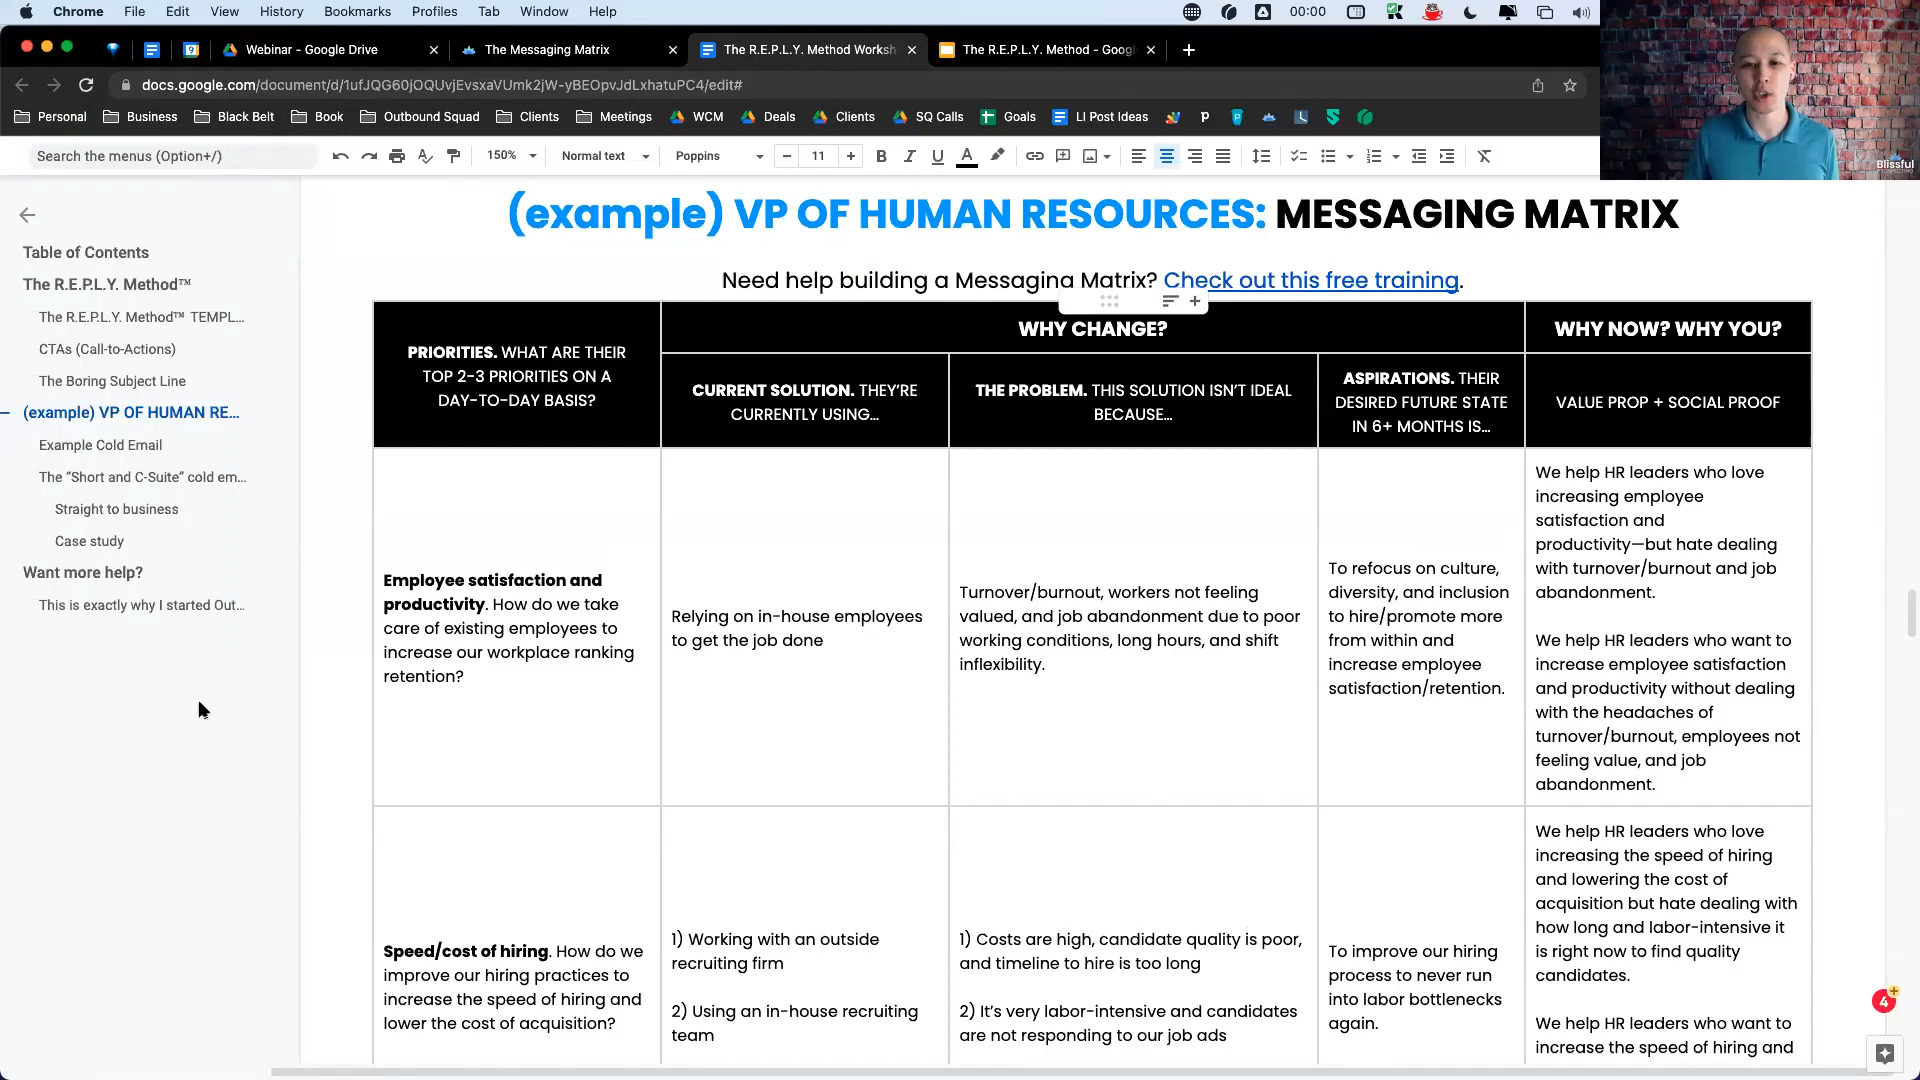 Chrome File Edit View History Bookmarks Profiles Tab Window Help 00:00
Webinar - Google Drive The Messaging Matrix The R.E.P.L.Y. Method Worksh The R.E.P.L.Y. Method - Googl
docs.google.com/document/d/1ufJQG60jOQUvjEvsxaVUmk2jW-yBEOpvJdLxhatuPC4/edit#
Personal Business Black Belt Book Outbound Squad Clients Meetings WCM Deals Clients SQ Calls Goals LI Post Ideas
Search the menus (Option+/) 150% Normal text Poppins 11
Blissful
(example) VP OF HUMAN RESOURCES: MESSAGING MATRIX
Need help building a Messaging Matrix? Check out this free training.
Table of Contents
The R.E.P.L.Y. Method™
The R.E.P.L.Y. Method™ TEMPL...
CTAs (Call-to-Actions)
The Boring Subject Line
(example) VP OF HUMAN RE...
Example Cold Email
The “Short and C-Suite” cold em...
Straight to business
Case study
Want more help?
This is exactly why I started Out...
PRIORITIES. WHAT ARE THEIR
TOP 2-3 PRIORITIES ON A
DAY-TO-DAY BASIS?
WHY CHANGE?
WHY NOW? WHY YOU?
CURRENT SOLUTION. THEY’RE
CURRENTLY USING…
THE PROBLEM. THIS SOLUTION ISN’T IDEAL
BECAUSE…
ASPIRATIONS. THEIR
DESIRED FUTURE STATE
IN 6+ MONTHS IS…
VALUE PROP + SOCIAL PROOF
Employee satisfaction and
productivity. How do we take
care of existing employees to
increase our workplace ranking
retention?
Relying on in-house employees
to get the job done
Turnover/burnout, workers not feeling
valued, and job abandonment due to poor
working conditions, long hours, and shift
inflexibility.
To refocus on culture,
diversity, and inclusion
to hire/promote more
from within and
increase employee
satisfaction/retention.
We help HR leaders who love
increasing employee
satisfaction and
productivity—but hate dealing
with turnover/burnout and job
abandonment.
We help HR leaders who want to
increase employee satisfaction
and productivity without dealing
with the headaches of
turnover/burnout, employees not
feeling value, and job
abandonment.
Speed/cost of hiring. How do we
improve our hiring practices to
increase the speed of hiring and
lower the cost of acquisition?
1) Working with an outside
recruiting firm
2) Using an in-house recruiting
team
1) Costs are high, candidate quality is poor,
and timeline to hire is too long
2) It’s very labor-intensive and candidates
are not responding to our job ads
To improve our hiring
process to never run
into labor bottlenecks
again.
We help HR leaders who love
increasing the speed of hiring
and lowering the cost of
acquisition but hate dealing with
how long and labor-intensive it
is right now to find quality
candidates.
We help HR leaders who want to
increase the speed of hiring and
4